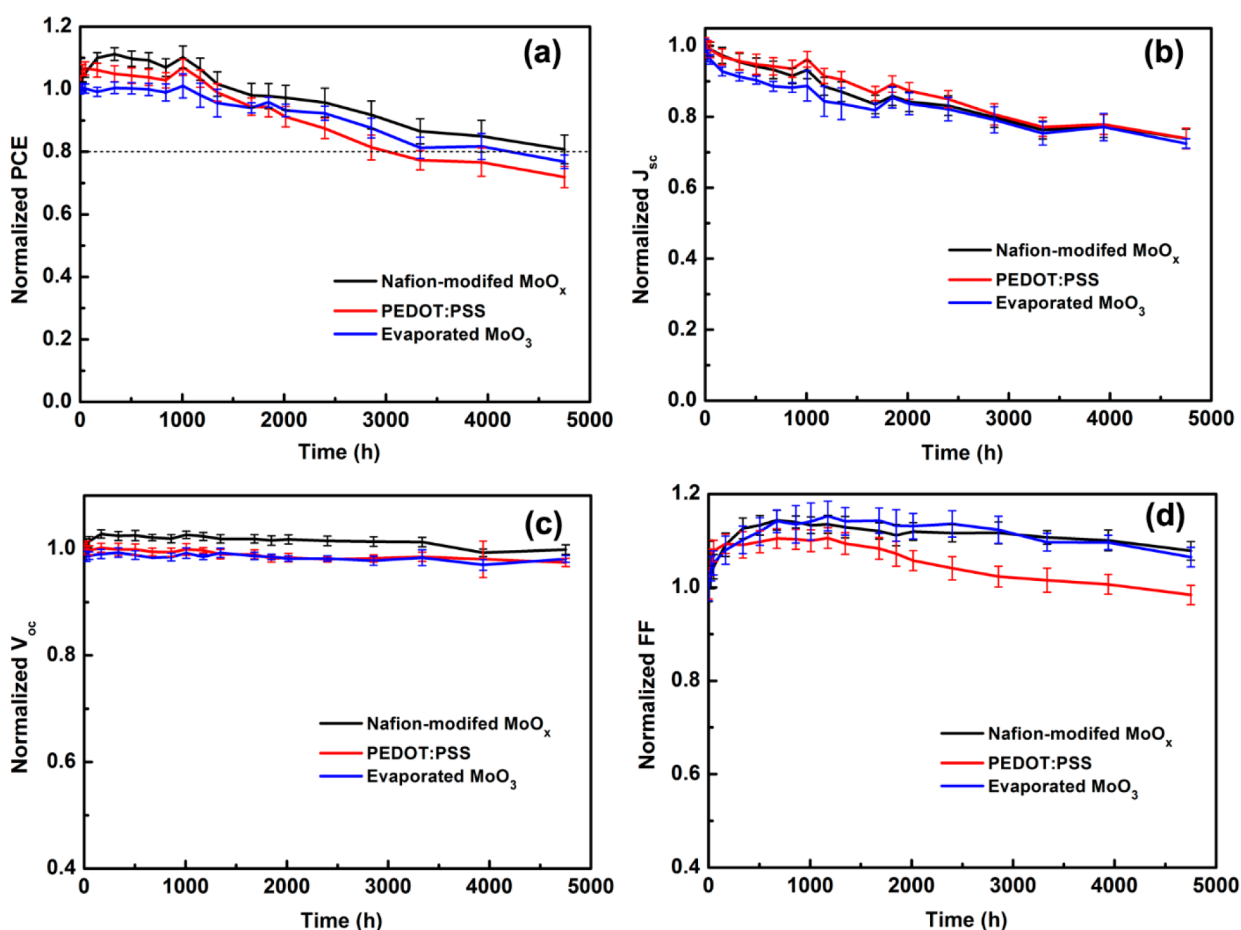 (a)
Normalized PCE
1.2
1.0
0.8
0.6
0.4
0.2
0.0
Nafion-modifed MoOx
PEDOT:PSS
Evaporated MoO3
0 1000 2000 3000 4000 5000
Time (h)
(b)
Normalized Jsc
1.0
0.8
0.6
0.4
0.2
0.0
Nafion-modifed MoOx
PEDOT:PSS
Evaporated MoO3
0 1000 2000 3000 4000 5000
Time (h)
(c)
Normalized Voc
1.0
0.8
0.6
0.4
Nafion-modifed MoOx
PEDOT:PSS
Evaporated MoO3
0 1000 2000 3000 4000 5000
Time (h)
(d)
Normalized FF
1.2
1.0
0.8
0.6
0.4
Nafion-modifed MoOx
PEDOT:PSS
Evaporated MoO3
0 1000 2000 3000 4000 5000
Time (h)